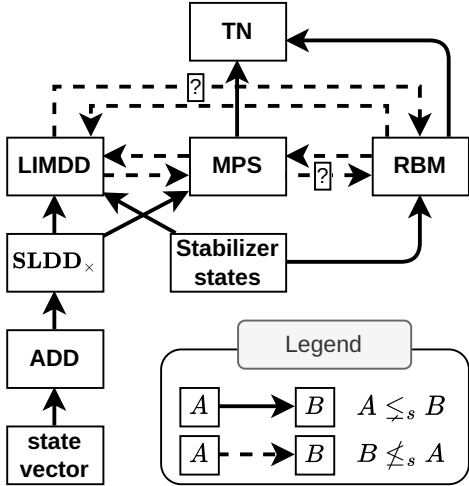 TN
?
LIMDD
MPS
RBM
?
SLDD×
Stabilizer
states
ADD
state
vector
Legend
A B A ⪇ₛ B
A B B ≰ₛ A